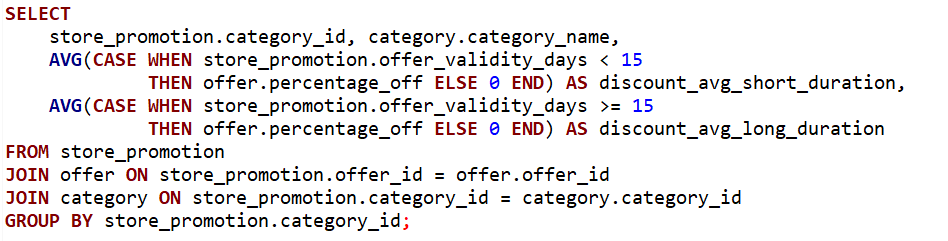 SELECT
store_promotion.category_id, category.category_name,
AVG(CASE WHEN store_promotion.offer_validity_days < 15
THEN offer.percentage_off ELSE 0 END) AS discount_avg_short_duration,
AVG(CASE WHEN store_promotion.offer_validity_days >= 15
THEN offer.percentage_off ELSE 0 END) AS discount_avg_long_duration
FROM store_promotion
JOIN offer ON store_promotion.offer_id = offer.offer_id
JOIN category ON store_promotion.category_id = category.category_id
GROUP BY store_promotion.category_id;